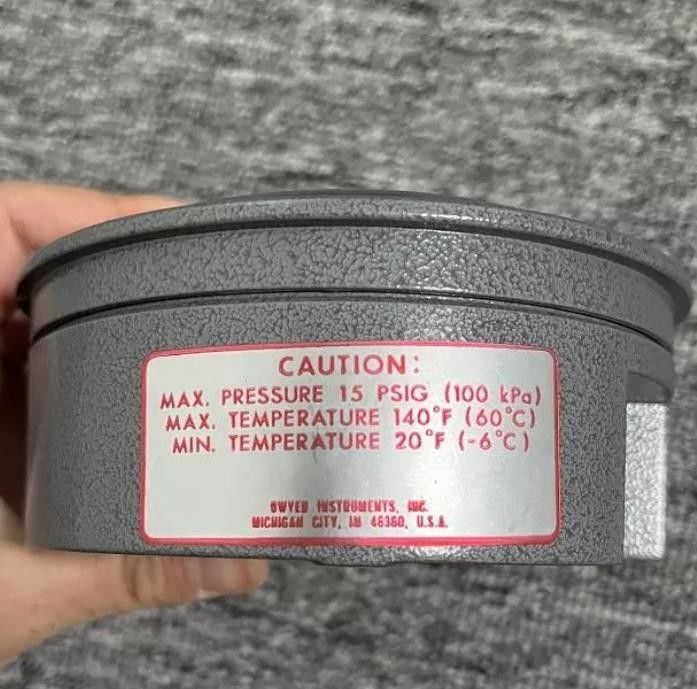 CAUTION:
MAX. PRESSURE 15 PSIG (100 kPa)
MAX. TEMPERATURE 140°F (60°C)
MIN. TEMPERATURE 20°F (-6°C)
DWYER INSTRUMENTS, INC.
MICHIGAN CITY, IN 46360, U.S.A.